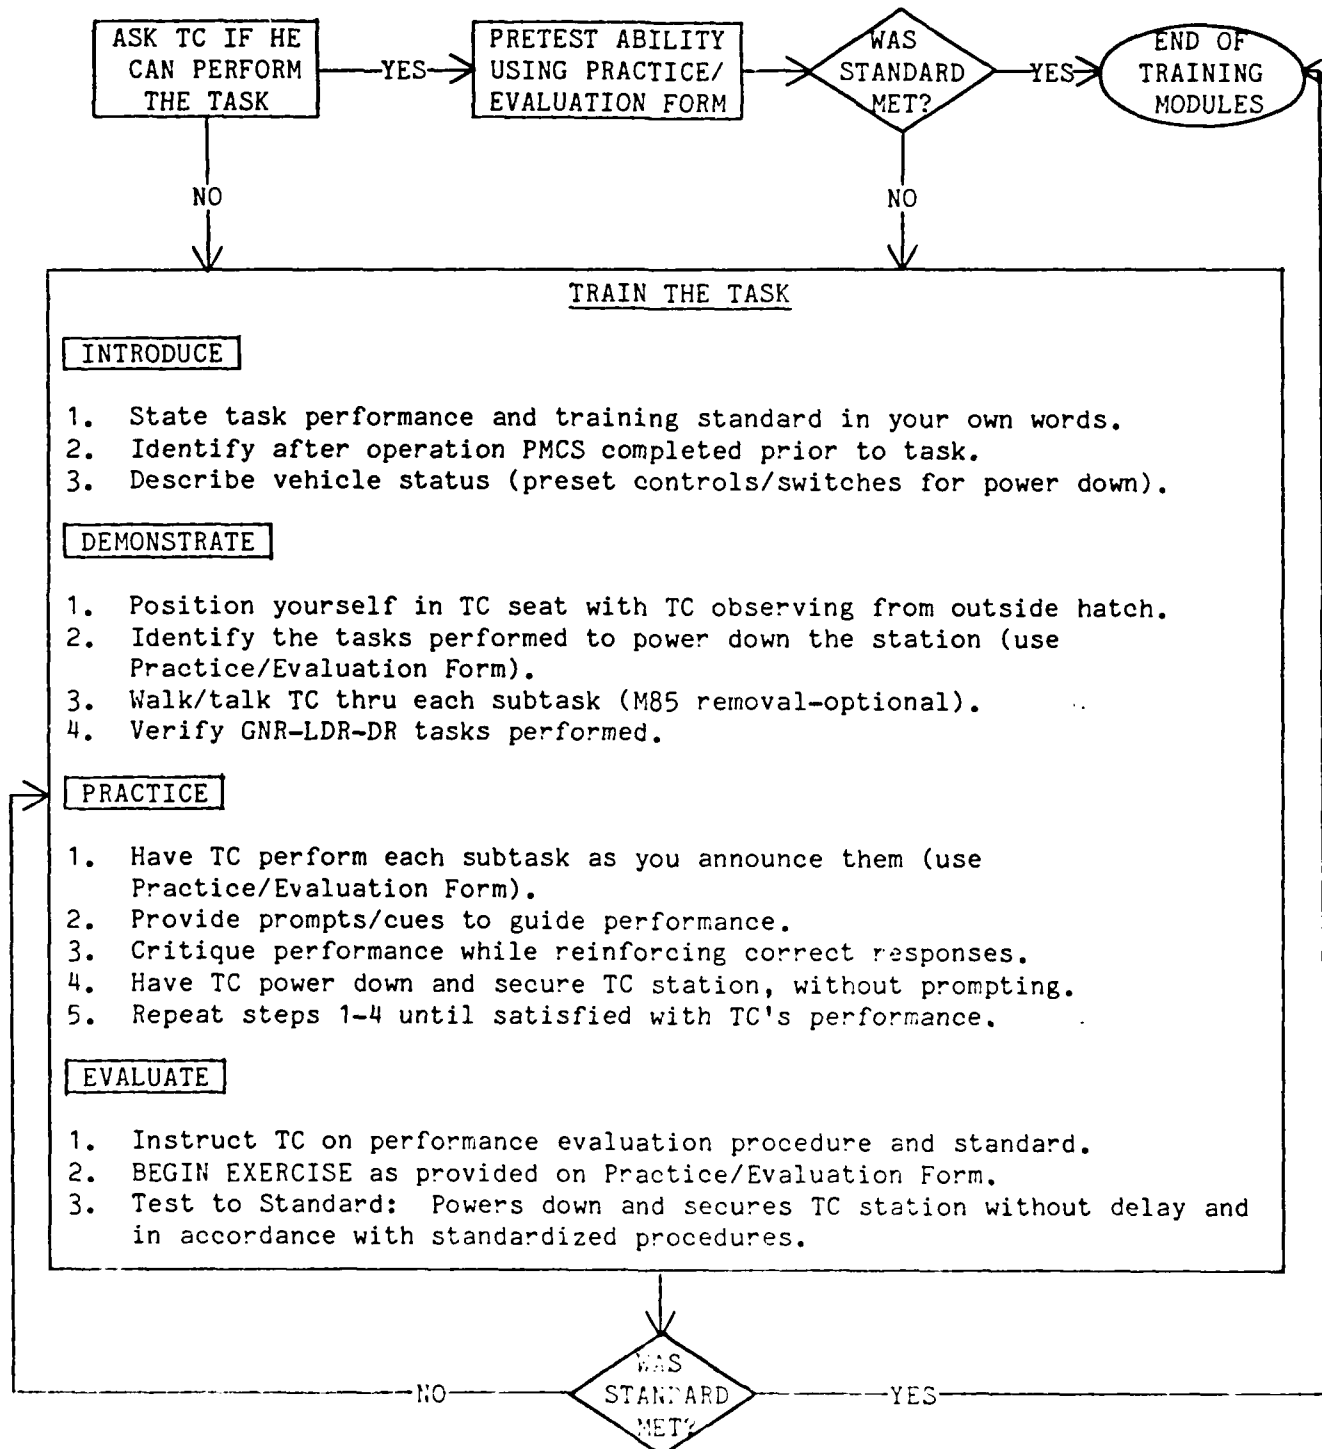 ASK TC IF HE
CAN PERFORM
THE TASK
YES
PRETEST ABILITY
USING PRACTICE/
EVALUATION FORM
WAS
STANDARD
MET?
YES
END OF
TRAINING
MODULES
NO
NO
TRAIN THE TASK
INTRODUCE
1. State task performance and training standard in your own words.
2. Identify after operation PMCS completed prior to task.
3. Describe vehicle status (preset controls/switches for power down).
DEMONSTRATE
1. Position yourself in TC seat with TC observing from outside hatch.
2. Identify the tasks performed to power down the station (use
Practice/Evaluation Form).
3. Walk/talk TC thru each subtask (M85 removal-optional).
4. Verify GNR-LDR-DR tasks performed.
PRACTICE
1. Have TC perform each subtask as you announce them (use
Practice/Evaluation Form).
2. Provide prompts/cues to guide performance.
3. Critique performance while reinforcing correct responses.
4. Have TC power down and secure TC station, without prompting.
5. Repeat steps 1-4 until satisfied with TC's performance.
EVALUATE
1. Instruct TC on performance evaluation procedure and standard.
2. BEGIN EXERCISE as provided on Practice/Evaluation Form.
3. Test to Standard: Powers down and secures TC station without delay and
in accordance with standardized procedures.
NO
WAS
STANDARD
MET?
YES